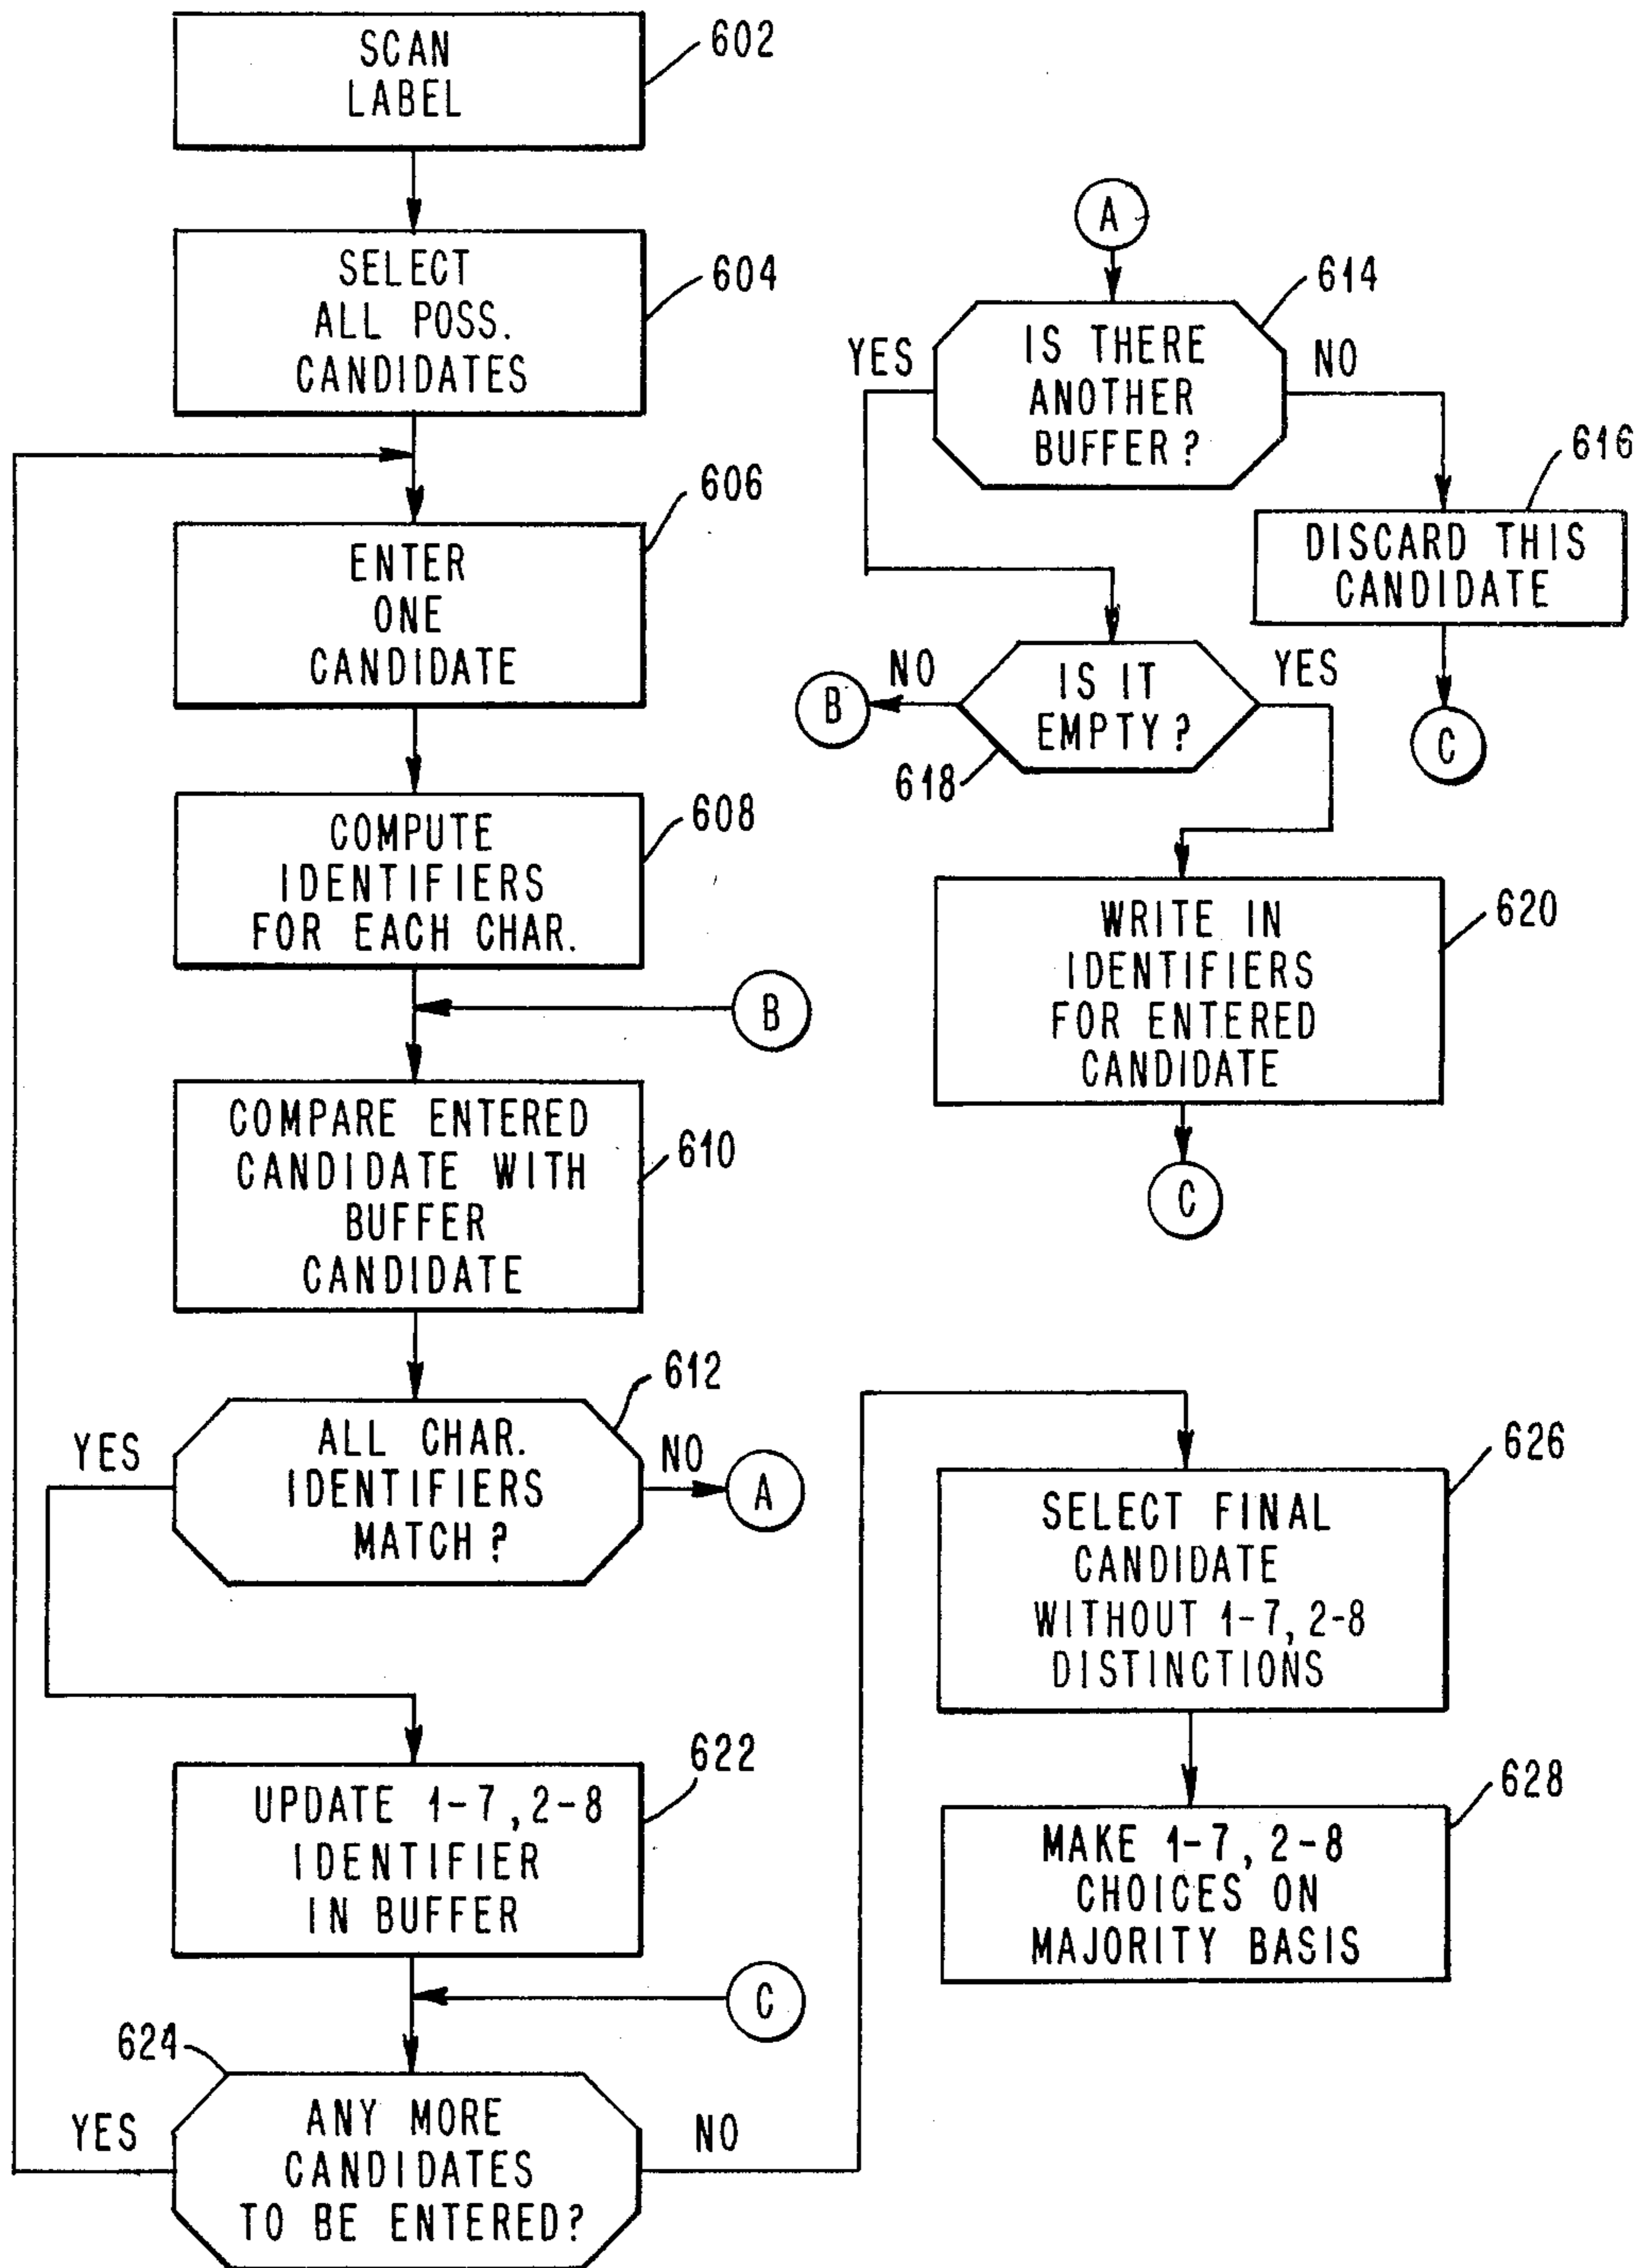 SCAN
LABEL
602
SELECT
ALL POSS.
CANDIDATES
604
ENTER
ONE
CANDIDATE
606
COMPUTE
IDENTIFIERS
FOR EACH CHAR.
608
B
COMPARE ENTERED
CANDIDATE WITH
BUFFER
CANDIDATE
610
ALL CHAR.
IDENTIFIERS
MATCH?
612
YES
NO
A
UPDATE 1-7, 2-8
IDENTIFIER
IN BUFFER
622
C
624
ANY MORE
CANDIDATES
TO BE ENTERED?
YES
NO
A
IS THERE
ANOTHER
BUFFER?
614
YES
NO
DISCARD THIS
CANDIDATE
616
C
IS IT
EMPTY?
618
NO
YES
B
WRITE IN
IDENTIFIERS
FOR ENTERED
CANDIDATE
620
C
SELECT FINAL
CANDIDATE
WITHOUT 1-7, 2-8
DISTINCTIONS
626
MAKE 1-7, 2-8
CHOICES ON
MAJORITY BASIS
628